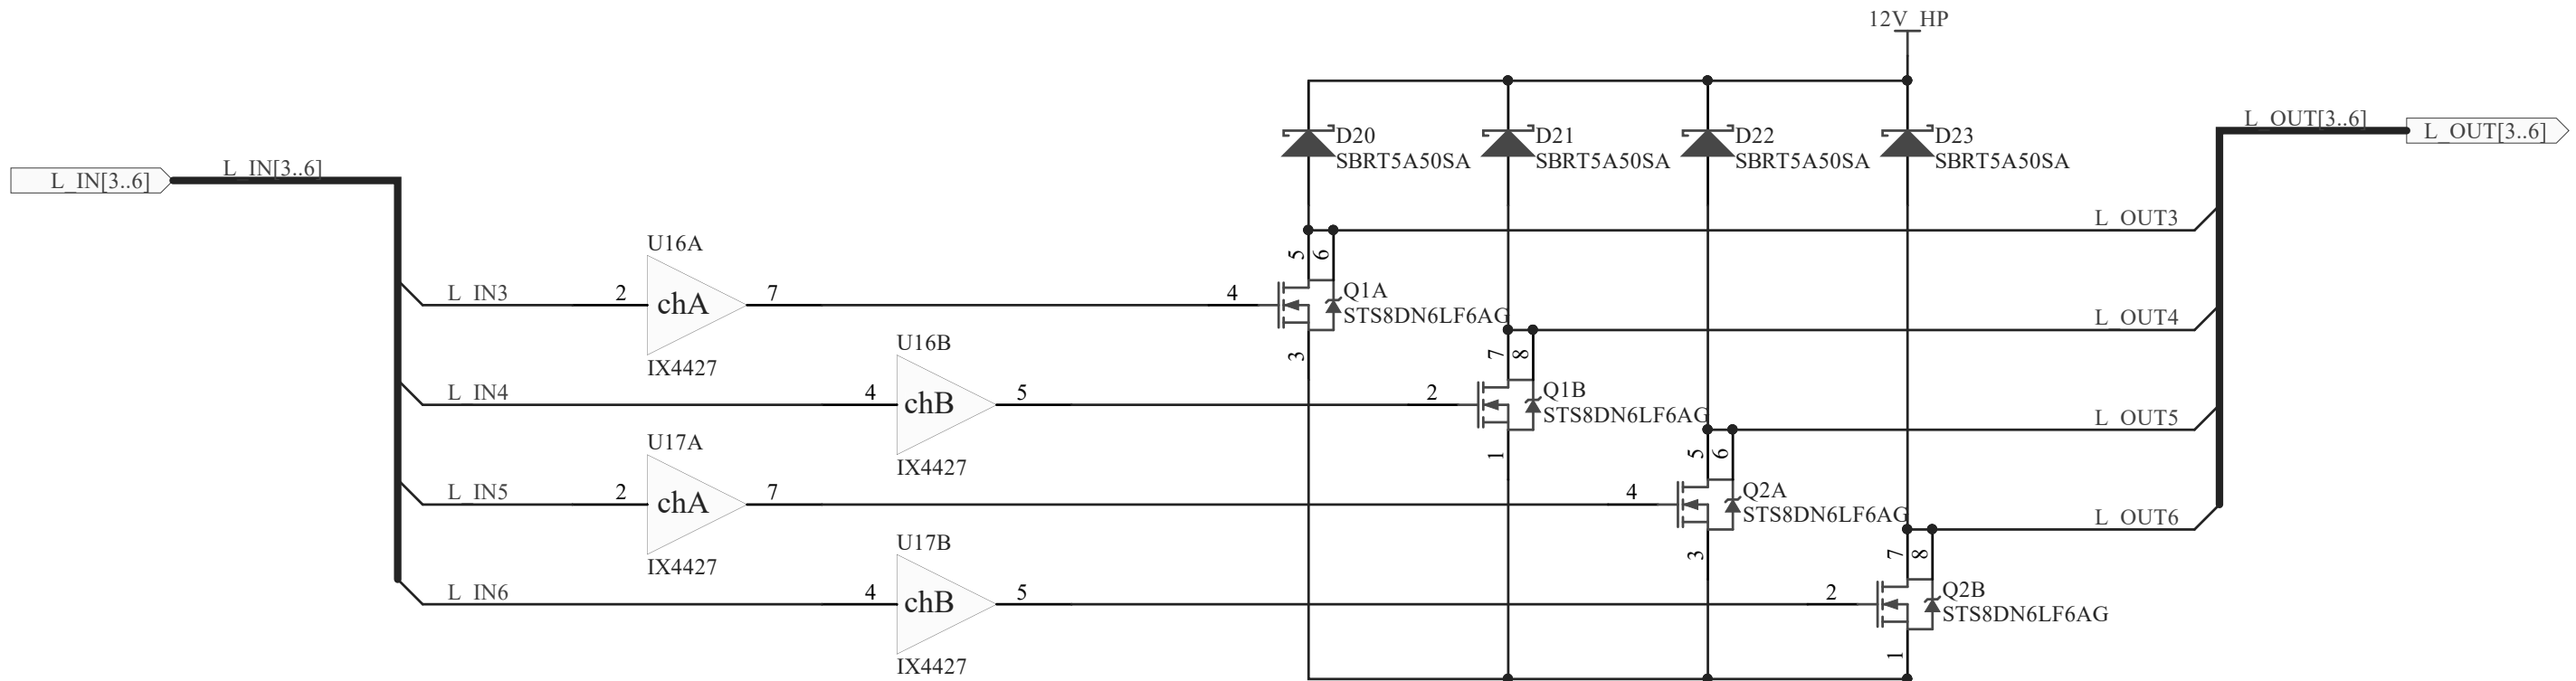 12V_HP
L_IN[3..6]
L_IN[3..6]
L_OUT[3..6]
L_OUT[3..6]
D20
SBRT5A50SA
D21
SBRT5A50SA
D22
SBRT5A50SA
D23
SBRT5A50SA
L_OUT3
U16A
L_IN3
2
chA
7
IX4427
4
5
6
Q1A
STS8DN6LF6AG
3
L_OUT4
U16B
L_IN4
4
chB
5
IX4427
2
7
8
Q1B
STS8DN6LF6AG
1
L_OUT5
U17A
L_IN5
2
chA
7
IX4427
4
5
6
Q2A
STS8DN6LF6AG
3
L_OUT6
U17B
L_IN6
4
chB
5
IX4427
2
7
8
Q2B
STS8DN6LF6AG
1